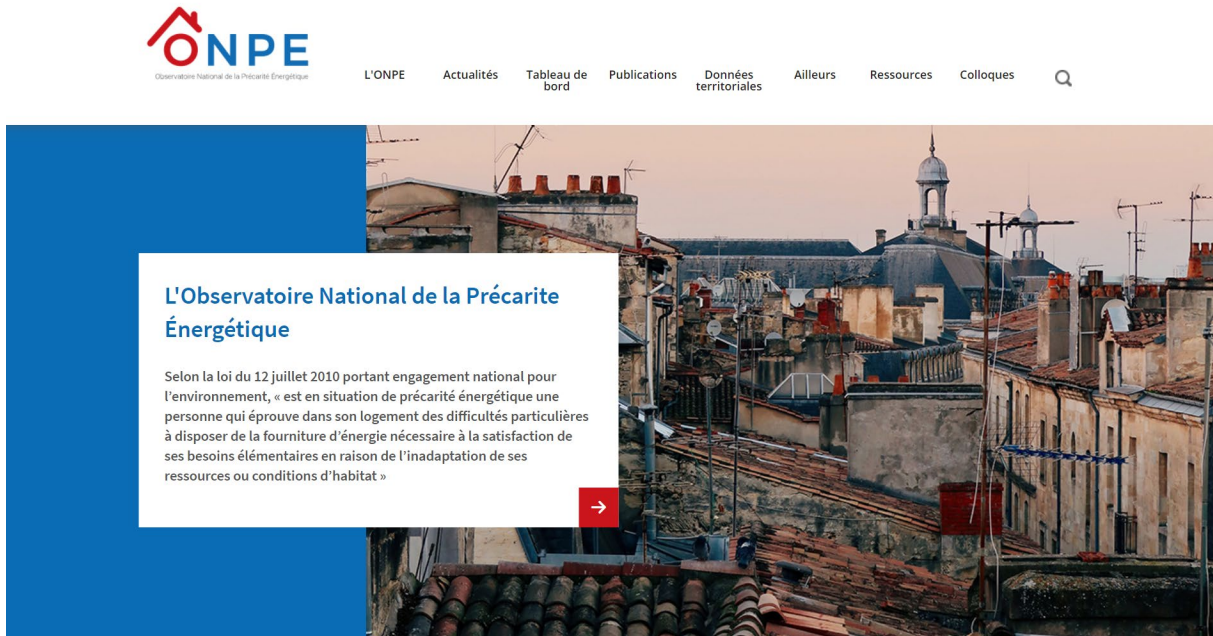 ONPE
Observatoire National de la Précarité Énergétique
L'ONPE
Actualités
Tableau de
bord
Publications
Données
territoriales
Ailleurs
Ressources
Colloques
L'Observatoire National de la Précarite
Énergétique
Selon la loi du 12 juillet 2010 portant engagement national pour
l’environnement, « est en situation de précarité énergétique une
personne qui éprouve dans son logement des difficultés particulières
à disposer de la fourniture d’énergie nécessaire à la satisfaction de
ses besoins élémentaires en raison de l’inadaptation de ses
ressources ou conditions d’habitat »